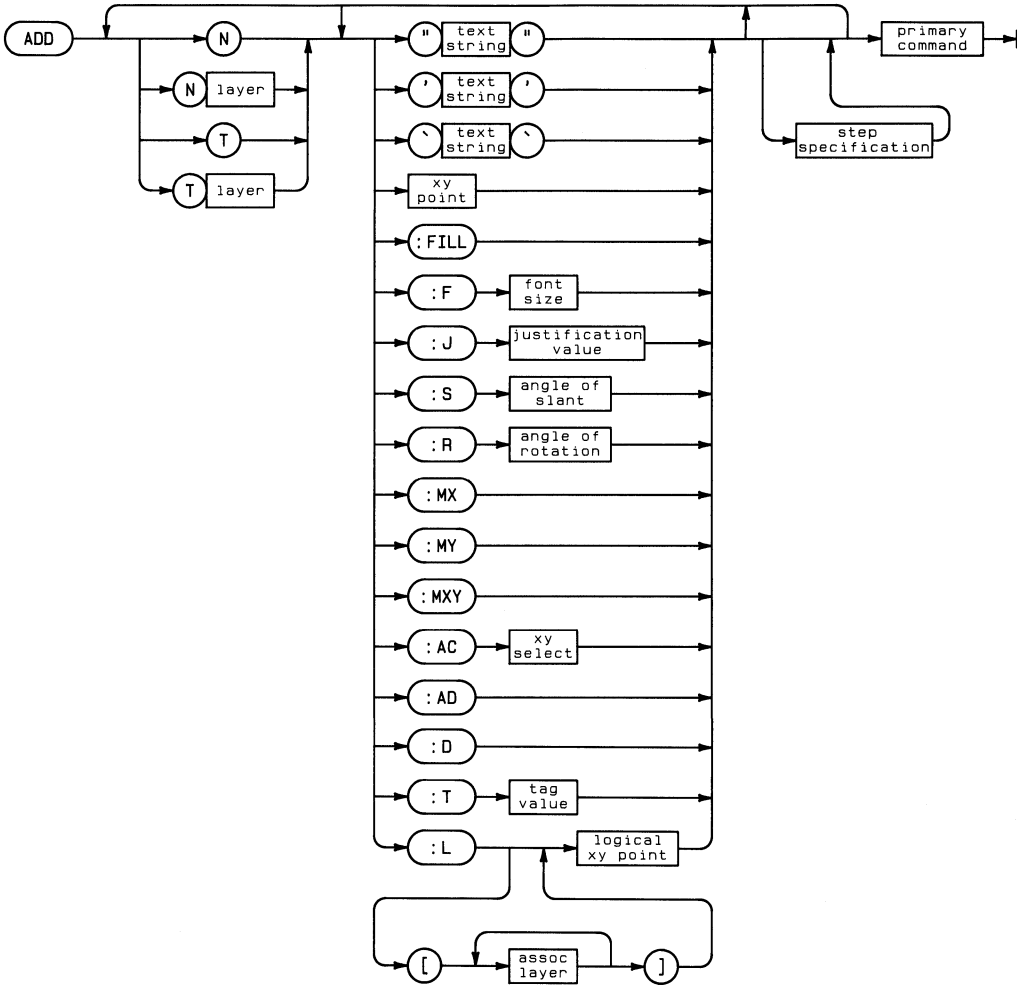 ADD
N
N layer
T
T layer
" text string "
' text string '
` text string `
xy point
:FILL
:F font size
:J justification value
:S angle of slant
:R angle of rotation
:MX
:MY
:MXY
:AC xy select
:AD
:D
:T tag value
:L logical xy point
[ assoc layer ]
step specification
primary command